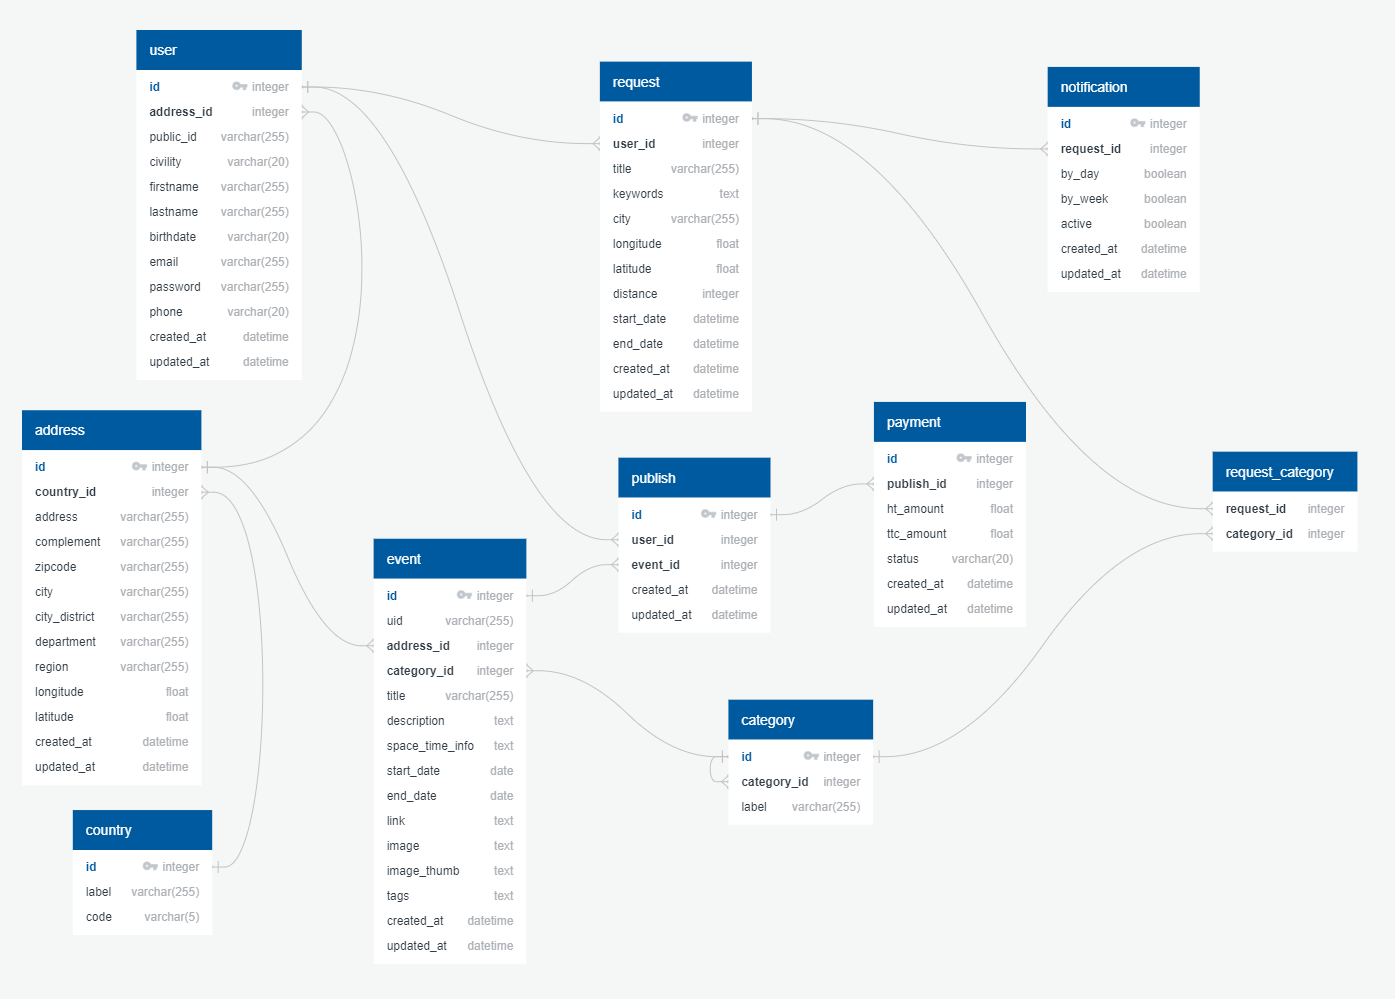 user
id integer
address_id integer
public_id varchar(255)
civility varchar(20)
firstname varchar(255)
lastname varchar(255)
birthdate varchar(20)
email varchar(255)
password varchar(255)
phone varchar(20)
created_at datetime
updated_at datetime
request
id integer
user_id integer
title varchar(255)
keywords text
city varchar(255)
longitude float
latitude float
distance integer
start_date datetime
end_date datetime
created_at datetime
updated_at datetime
notification
id integer
request_id integer
by_day boolean
by_week boolean
active boolean
created_at datetime
updated_at datetime
address
id integer
country_id integer
address varchar(255)
complement varchar(255)
zipcode varchar(255)
city varchar(255)
city_district varchar(255)
department varchar(255)
region varchar(255)
longitude float
latitude float
created_at datetime
updated_at datetime
event
id integer
uid varchar(255)
address_id integer
category_id integer
title varchar(255)
description text
space_time_info text
start_date date
end_date date
link text
image text
image_thumb text
tags text
created_at datetime
updated_at datetime
publish
id integer
user_id integer
event_id integer
created_at datetime
updated_at datetime
payment
id integer
publish_id integer
ht_amount float
ttc_amount float
status varchar(20)
created_at datetime
updated_at datetime
request_category
request_id integer
category_id integer
category
id integer
category_id integer
label varchar(255)
country
id integer
label varchar(255)
code varchar(5)